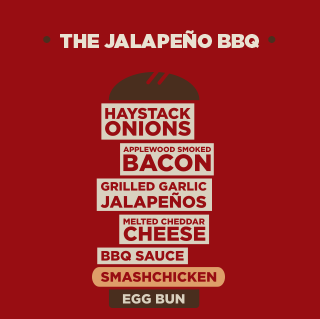 THE JALAPEÑO BBQ
HAYSTACK
ONIONS
APPLEWOOD SMOKED
BACON
GRILLED GARLIC
JALAPEÑOS
MELTED CHEDDAR
CHEESE
BBQ SAUCE
SMASHCHICKEN
EGG BUN